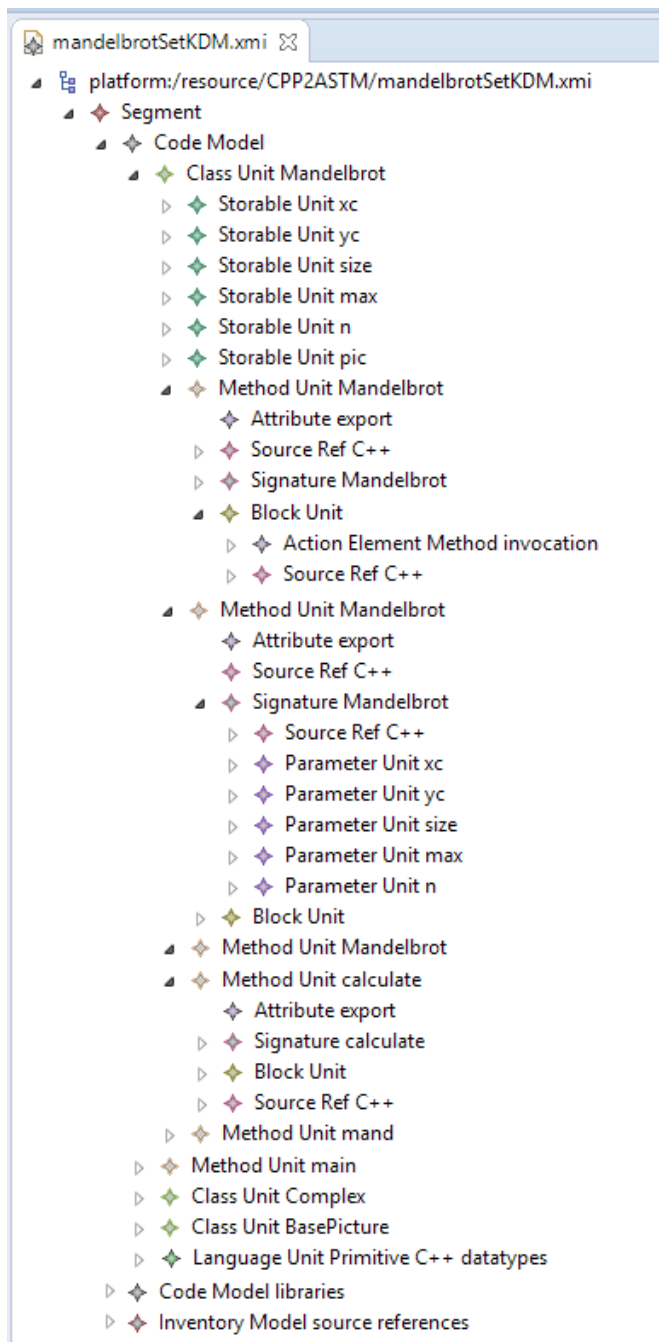 mandelbrotSetKDM.xmi
platform:/resource/CPP2ASTM/mandelbrotSetKDM.xmi
Segment
Code Model
Class Unit Mandelbrot
Storable Unit xc
Storable Unit yc
Storable Unit size
Storable Unit max
Storable Unit n
Storable Unit pic
Method Unit Mandelbrot
Attribute export
Source Ref C++
Signature Mandelbrot
Block Unit
Action Element Method invocation
Source Ref C++
Method Unit Mandelbrot
Attribute export
Source Ref C++
Signature Mandelbrot
Source Ref C++
Parameter Unit xc
Parameter Unit yc
Parameter Unit size
Parameter Unit max
Parameter Unit n
Block Unit
Method Unit Mandelbrot
Method Unit calculate
Attribute export
Signature calculate
Block Unit
Source Ref C++
Method Unit mand
Method Unit main
Class Unit Complex
Class Unit BasePicture
Language Unit Primitive C++ datatypes
Code Model libraries
Inventory Model source references